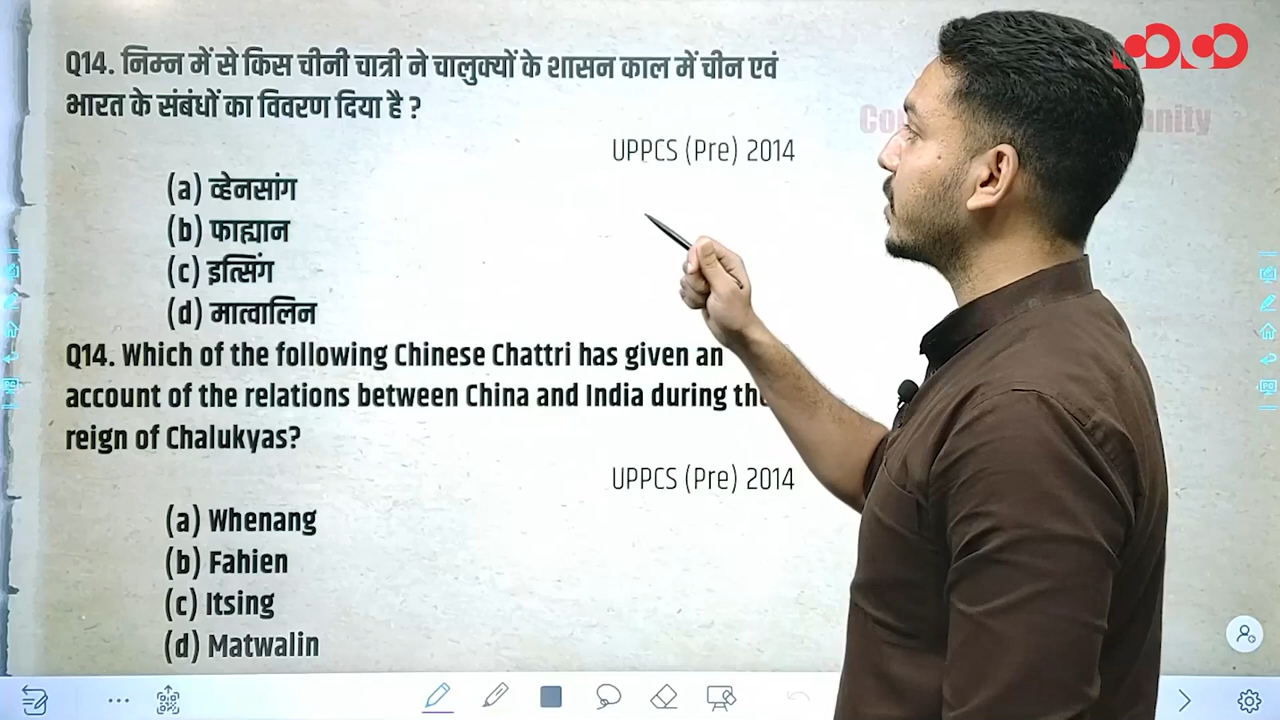 Q14. निम्न में से किस चीनी चात्री ने चालुक्यों के शासन काल में चीन एवं
भारत के संबंधों का विवरण दिया है ?
UPPCS (Pre) 2014
(a) व्हेनसांग
(b) फाह्यान
(c) इत्सिंग
(d) मात्वालिन
Q14. Which of the following Chinese Chattri has given an
account of the relations between China and India during the
reign of Chalukyas?
UPPCS (Pre) 2014
(a) Whenang
(b) Fahien
(c) Itsing
(d) Matwalin